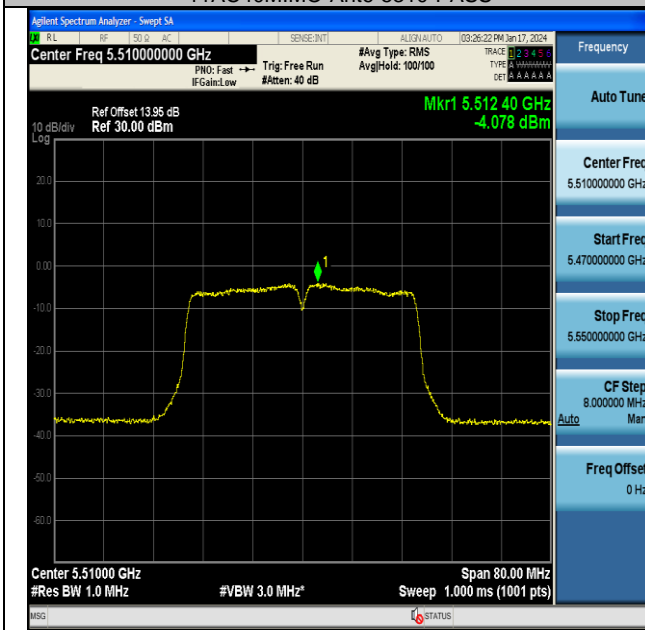 Agilent Spectrum Analyzer - Swept SA
RL RF 50 Ω AC SENSE:INT ALIGN AUTO 03:26:22 PM Jan 17, 2024
Center Freq 5.510000000 GHz
PNO: Fast
IFGain:Low
Trig: Free Run
#Atten: 40 dB
#Avg Type: RMS
Avg|Hold: 100/100
TRACE 1 2 3 4 5 6
TYPE A
DET A A A A A A
Ref Offset 13.95 dB
Ref 30.00 dBm
10 dB/div
Log
Mkr1 5.512 40 GHz
-4.078 dBm
20.0
10.0
0.00
-10.0
-20.0
-30.0
-40.0
-50.0
-60.0
1
Center 5.51000 GHz
Span 80.00 MHz
#Res BW 1.0 MHz
#VBW 3.0 MHz*
Sweep 1.000 ms (1001 pts)
MSG
STATUS
Frequency
Auto Tune
Center Freq
5.510000000 GHz
Start Freq
5.470000000 GHz
Stop Freq
5.550000000 GHz
CF Step
8.000000 MHz
Auto Man
Freq Offset
0 Hz